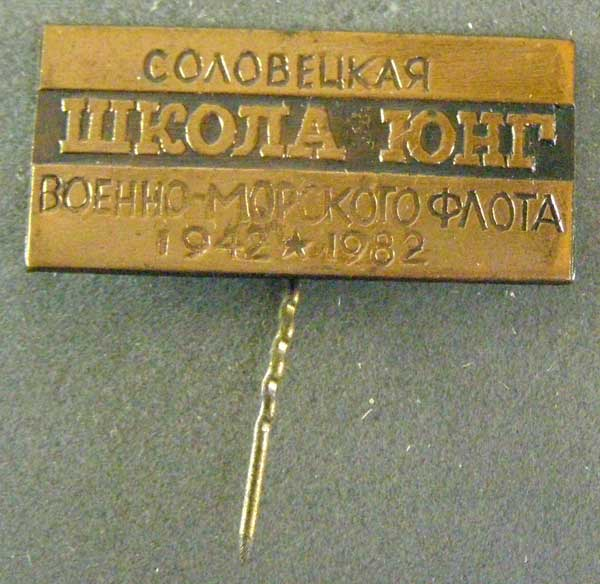 СОЛОВЕЦКАЯ
ШКОЛА ЮНГ
ВОЕННО-МОРСКОГО ФЛОТА
1942 ★ 1982